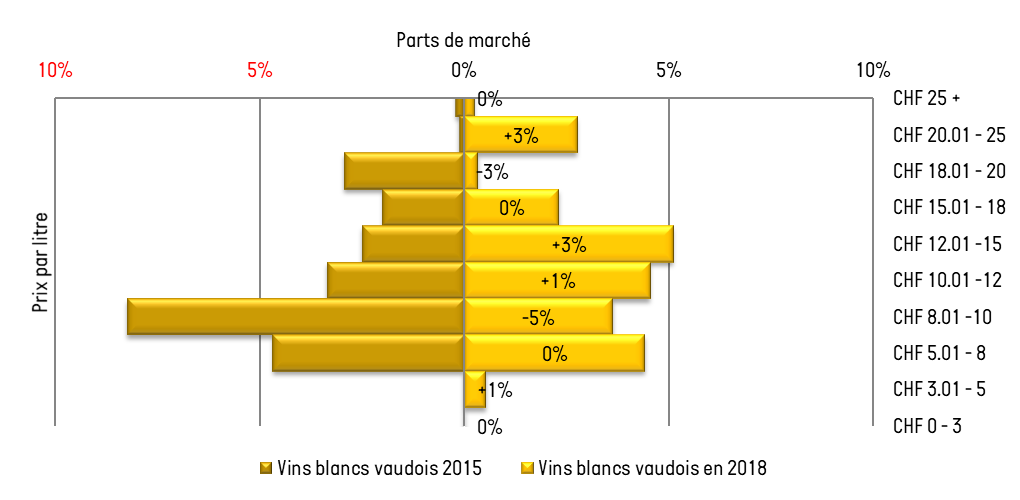 Parts de marché
10% 5% 0% 5% 10%
0% CHF 25 +
+3% CHF 20.01 - 25
-3% CHF 18.01 - 20
0% CHF 15.01 - 18
+3% CHF 12.01 -15
+1% CHF 10.01 -12
-5% CHF 8.01 -10
0% CHF 5.01 - 8
+1% CHF 3.01 - 5
0% CHF 0 - 3
Prix par litre
Vins blancs vaudois 2015 Vins blancs vaudois en 2018